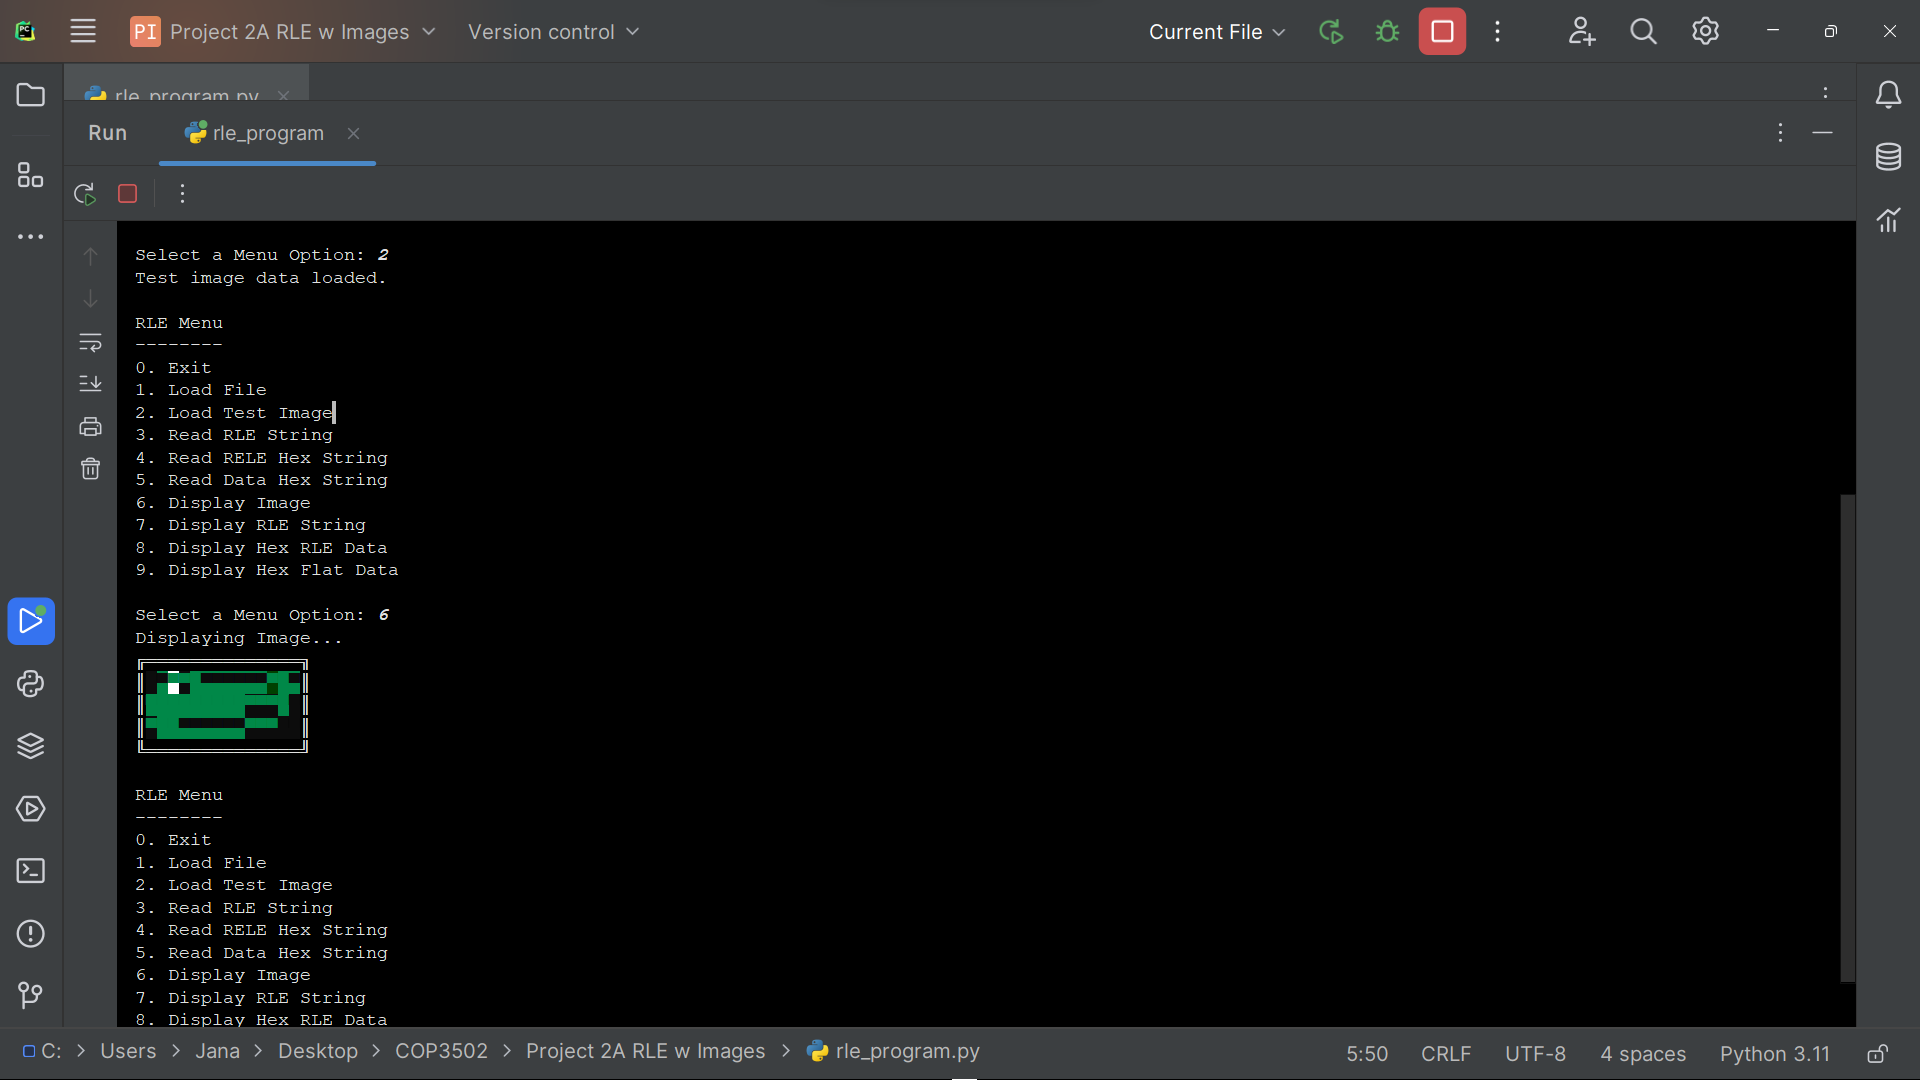 PI Project 2A RLE w Images Version control Current File
rle_program.py
Run rle_program
Select a Menu Option: 2
Test image data loaded.
RLE Menu
--------
0. Exit
1. Load File
2. Load Test Image
3. Read RLE String
4. Read RELE Hex String
5. Read Data Hex String
6. Display Image
7. Display RLE String
8. Display Hex RLE Data
9. Display Hex Flat Data
Select a Menu Option: 6
Displaying Image...
RLE Menu
--------
0. Exit
1. Load File
2. Load Test Image
3. Read RLE String
4. Read RELE Hex String
5. Read Data Hex String
6. Display Image
7. Display RLE String
8. Display Hex RLE Data
C: > Users > Jana > Desktop > COP3502 > Project 2A RLE w Images > rle_program.py 5:50 CRLF UTF-8 4 spaces Python 3.11